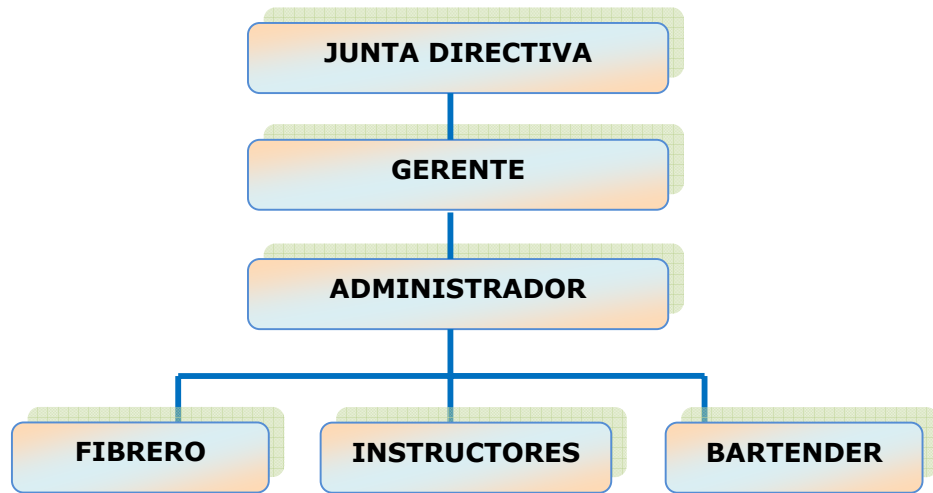 JUNTA DIRECTIVA
GERENTE
ADMINISTRADOR
FIBRERO
INSTRUCTORES
BARTENDER